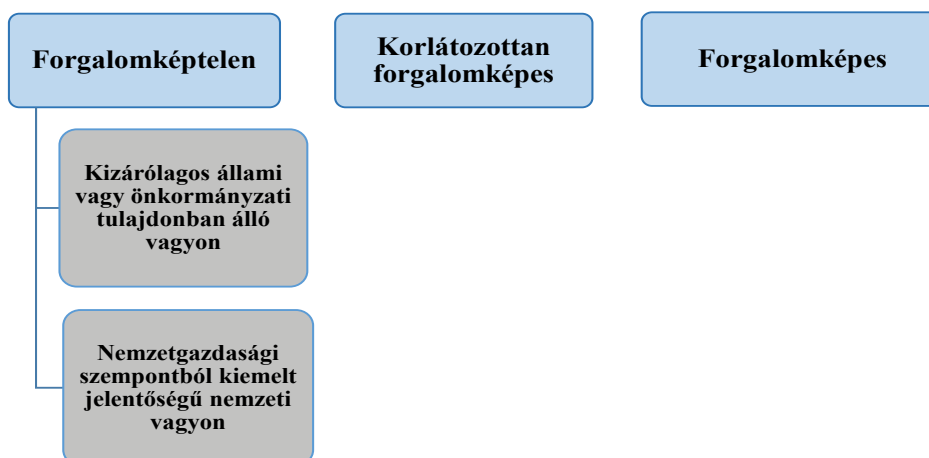 Forgalomképtelen
Korlátozottan
forgalomképes
Forgalomképes
Kizárólagos állami
vagy önkormányzati
tulajdonban álló
vagyon
Nemzetgazdasági
szempontból kiemelt
jelentőségű nemzeti
vagyon